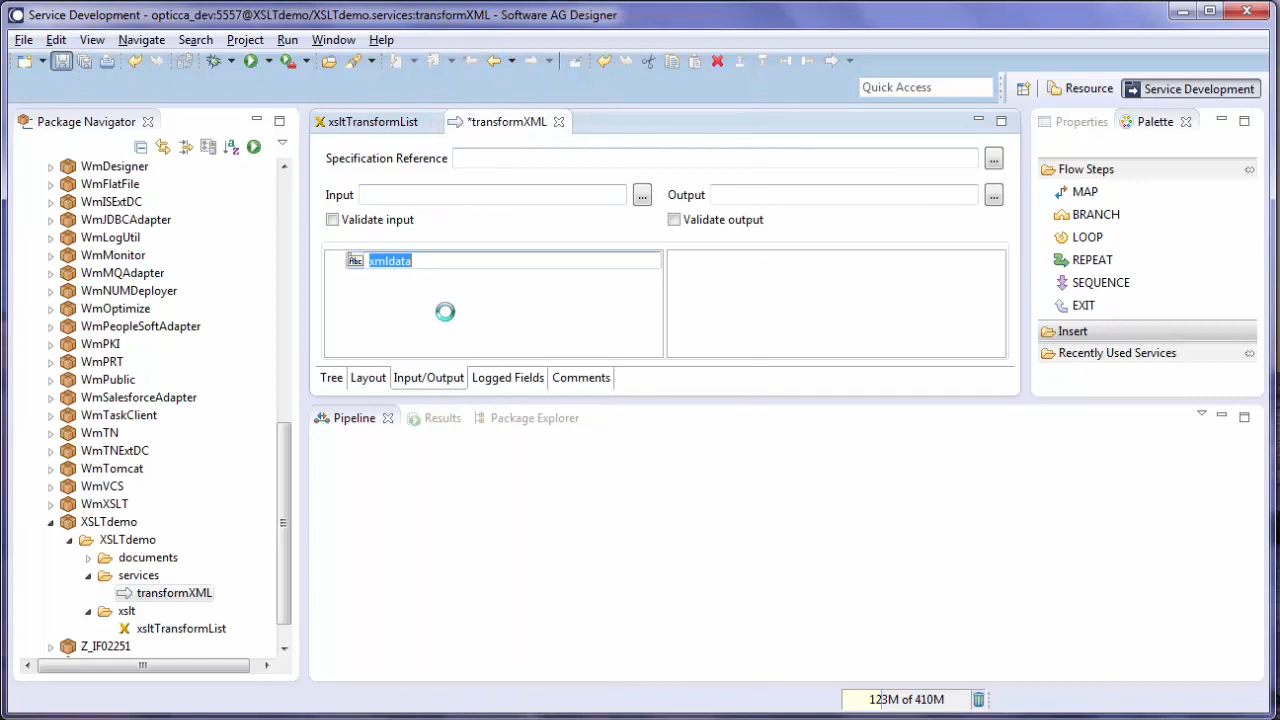 Service Development - opticca_dev:5557@XSLTdemo/XSLTdemo.services:transformXML - Software AG Designer
File Edit View Navigate Search Project Run Window Help
Quick Access
Resource
Service Development
Package Navigator
WmDesigner
WmFlatFile
WmISExtDC
WmJDBCAdapter
WmLogUtil
WmMonitor
WmMQAdapter
WmNUMDeployer
WmOptimize
WmPeopleSoftAdapter
WmPKI
WmPRT
WmPublic
WmSalesforceAdapter
WmTaskClient
WmTN
WmTNExtDC
WmTomcat
WmVCS
WmXSLT
XSLTdemo
XSLTdemo
documents
services
transformXML
xslt
xsltTransformList
Z_IF02251
xsltTransformList *transformXML
Specification Reference ...
Input ... Output ...
Validate input Validate output
Abc xmldata
Tree Layout Input/Output Logged Fields Comments
Pipeline Results Package Explorer
Properties Palette
Flow Steps
MAP
BRANCH
LOOP
REPEAT
SEQUENCE
EXIT
Insert
Recently Used Services
123M of 410M